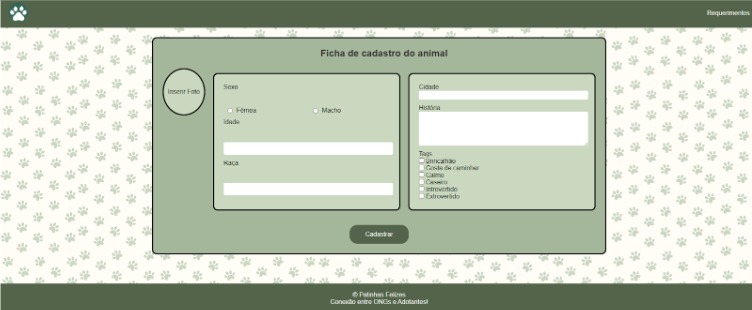 Requerimentos
Ficha de cadastro do animal
Inserir Foto
Sexo
Fêmea Macho
Idade
Raça
Cidade
História
Tags
Brincalhão
Gosta de caminhar
Calmo
Caseiro
Introvertido
Extrovertido
Cadastrar
© Patinhas Felizes
Conexão entre ONGs e Adotantes!